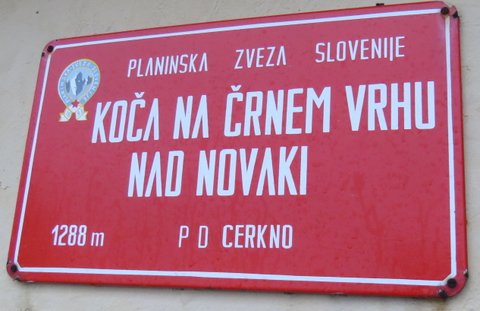 PLANINSKA ZVEZA SLOVENIJE
KOČA NA ČRNEM VRHU
NAD NOVAKI
1288 m P D CERKNO